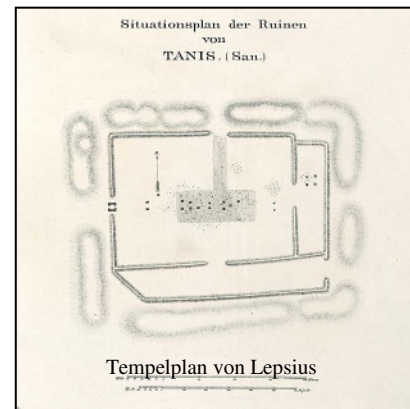 Situationsplan der Ruinen
von
TANIS. (San.)
Tempelplan von Lepsius